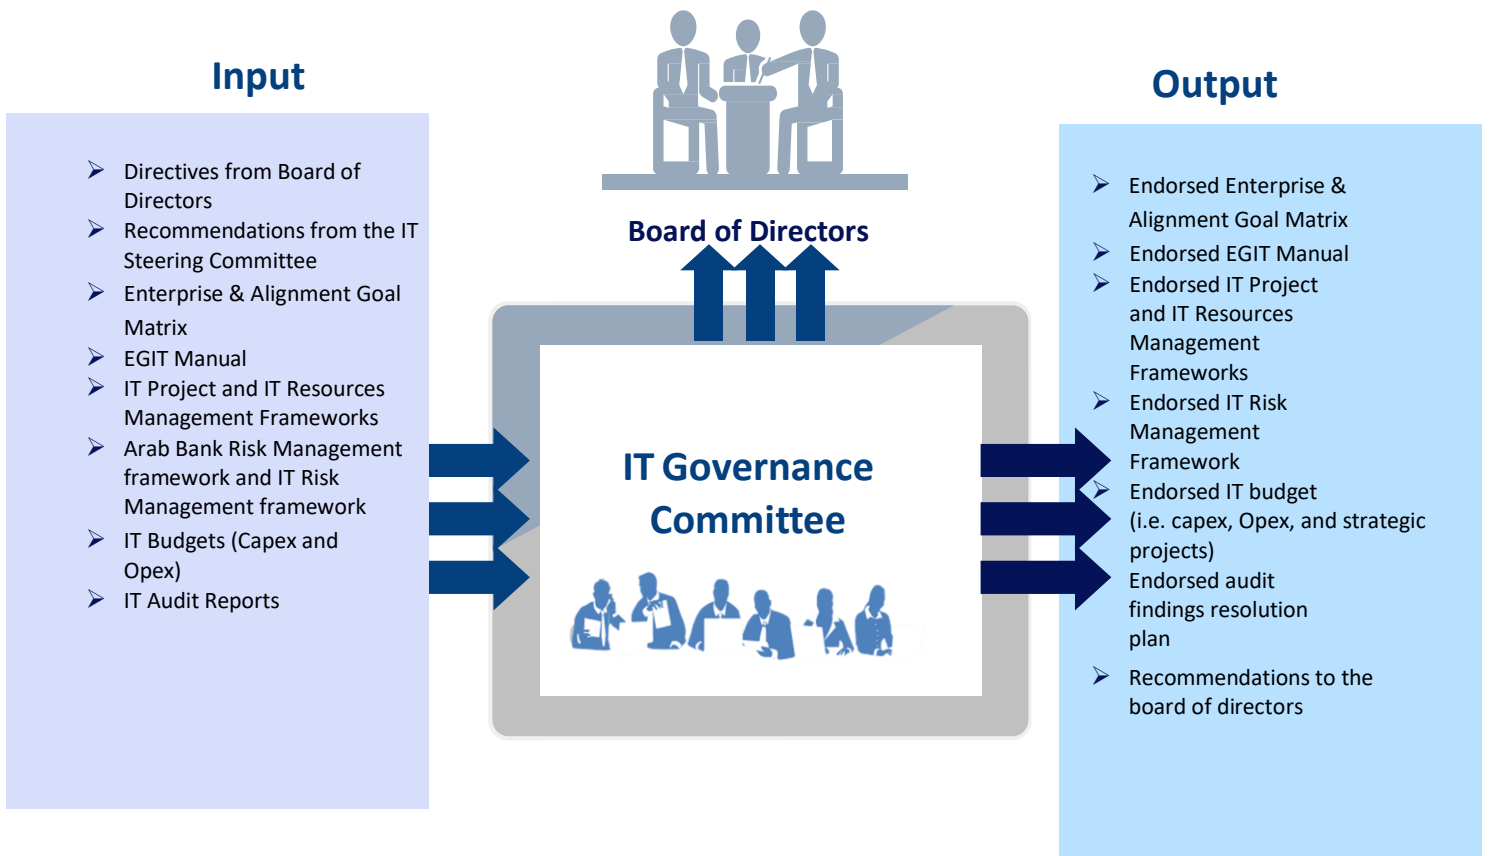 Input
➢ Directives from Board of
Directors
➢ Recommendations from the IT
Steering Committee
➢ Enterprise & Alignment Goal
Matrix
➢ EGIT Manual
➢ IT Project and IT Resources
Management Frameworks
➢ Arab Bank Risk Management
framework and IT Risk
Management framework
➢ IT Budgets (Capex and
Opex)
➢ IT Audit Reports
Board of Directors
IT Governance
Committee
Output
➢ Endorsed Enterprise &
Alignment Goal Matrix
➢ Endorsed EGIT Manual
➢ Endorsed IT Project
and IT Resources
Management
Frameworks
➢ Endorsed IT Risk
Management
Framework
➢ Endorsed IT budget
(i.e. capex, Opex, and strategic
projects)
Endorsed audit
findings resolution
plan
➢ Recommendations to the
board of directors